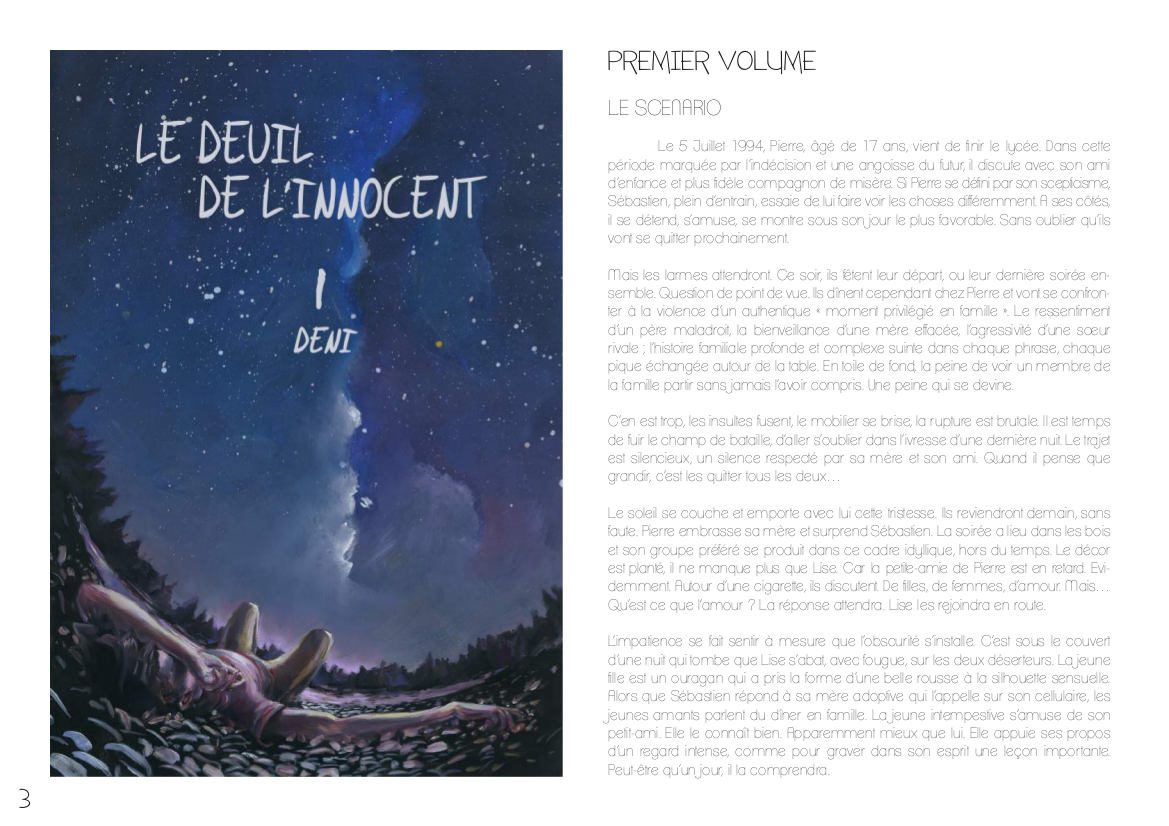 LE DEUIL
DE L'INNOCENT
I
DENI
PREMIER VOLUME
LE SCENARIO
Le 5 Juillet 1994, Pierre, âgé de 17 ans, vient de finir le lycée. Dans cette
période marquée par l'indécision et une angoisse du futur, il discute avec son ami
d'enfance et plus fidèle compagnon de misère. Si Pierre se défini par son scepticisme,
Sébastien, plein d'entrain, essaie de lui faire voir les choses différemment. A ses côtés,
il se détend, s'amuse, se montre sous son jour le plus favorable. Sans oublier qu'ils
vont se quitter prochainement.
Mais les larmes attendront. Ce soir, ils fêtent leur départ, ou leur dernière soirée en-
semble. Question de point de vue. Ils dînent cependant chez Pierre et vont se confron-
ter à la violence d'un authentique « moment privilégié en famille ». Le ressentiment
d'un père maladroit, la bienveillance d'une mère effacée, l'agressivité d'une sœur
rivale ; l'histoire familiale profonde et complexe suinte dans chaque phrase, chaque
pique échangée autour de la table. En toile de fond, la peine de voir un membre de
la famille partir sans jamais l'avoir compris. Une peine qui se devine.
C'en est trop, les insultes fusent, le mobilier se brise, la rupture est brutale. Il est temps
de fuir le champ de bataille, d'aller s'oublier dans l'ivresse d'une dernière nuit. Le trajet
est silencieux, un silence respecté par sa mère et son ami. Quand il pense que
grandir, c'est les quitter tous les deux…
Le soleil se couche et emporte avec lui cette tristesse. Ils reviendront demain, sans
faute. Pierre embrasse sa mère et surprend Sébastien. La soirée a lieu dans les bois
et son groupe préféré se produit dans ce cadre idyllique, hors du temps. Le décor
est planté, il ne manque plus que Lise. Car la petite-amie de Pierre est en retard. Evi-
demment. Autour d'une cigarette, ils discutent. De filles, de femmes, d'amour. Mais…
Qu'est ce que l'amour ? La réponse attendra. Lise les rejoindra en route.
L'impatience se fait sentir à mesure que l'obscurité s'installe. C'est sous le couvert
d'une nuit qui tombe que Lise s'abat, avec fougue, sur les deux déserteurs. La jeune
fille est un ouragan qui a pris la forme d'une belle rousse à la silhouette sensuelle.
Alors que Sébastien répond à sa mère adoptive qui l'appelle sur son cellulaire, les
jeunes amants parlent du dîner en famille. La jeune intempestive s'amuse de son
petit-ami. Elle le connaît bien. Apparemment mieux que lui. Elle appuie ses propos
d'un regard intense, comme pour graver dans son esprit une leçon importante.
Peut-être qu'un jour, il la comprendra.
3